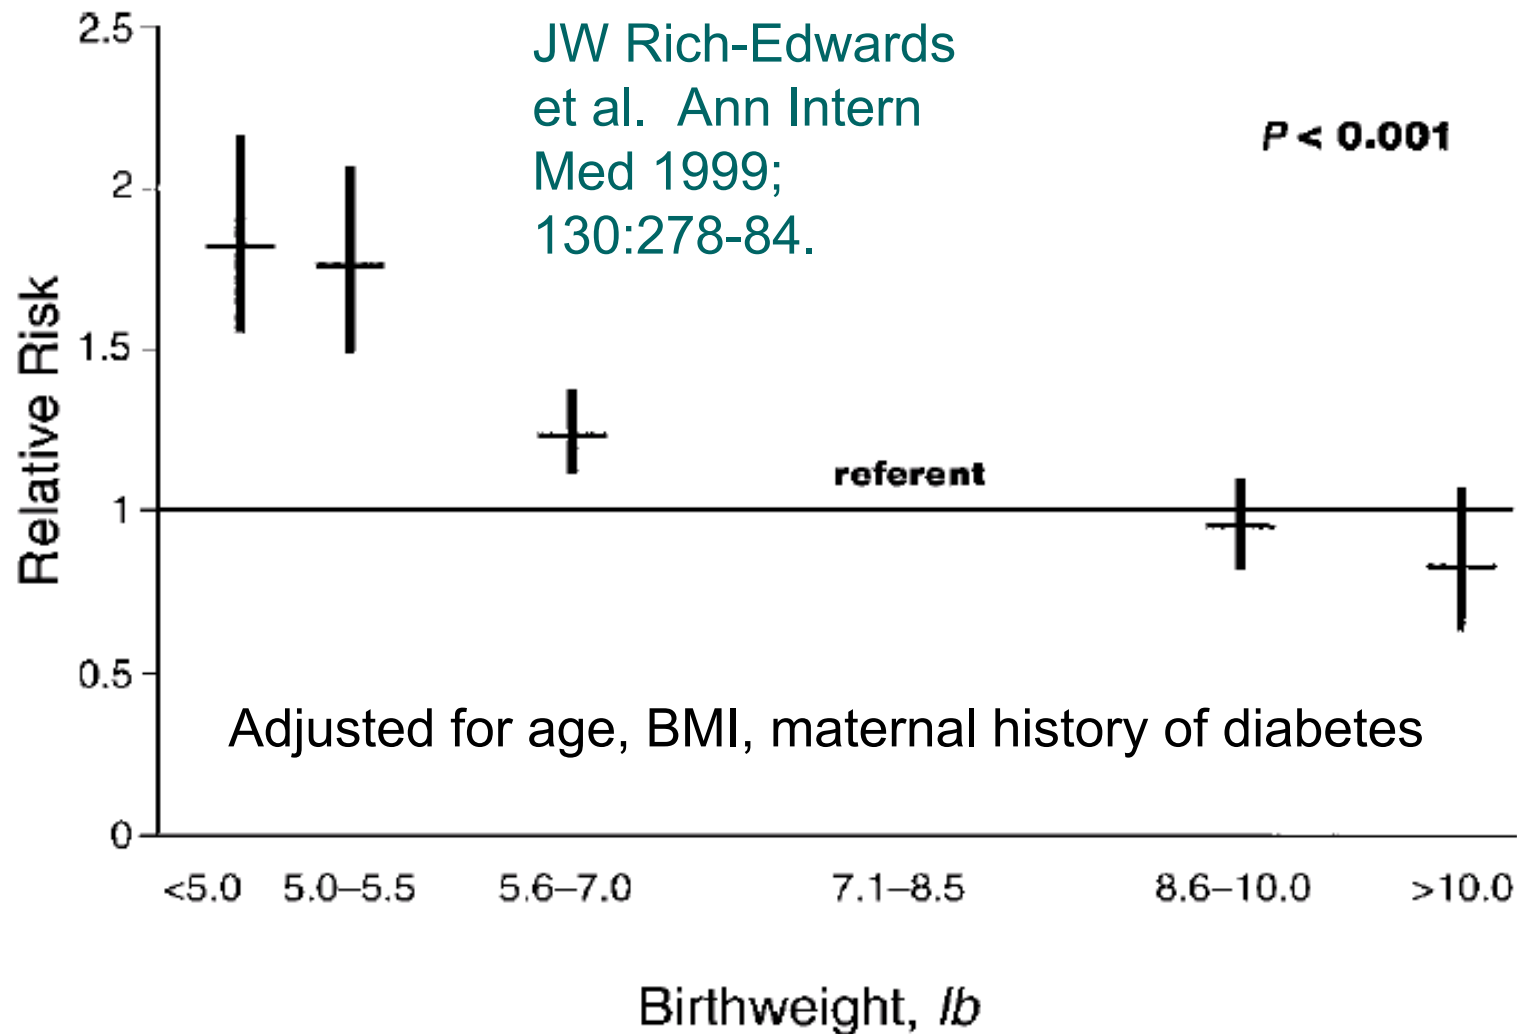 JW Rich-Edwards
et al. Ann Intern
Med 1999;
130:278-84.
P < 0.001
2.5
2
1.5
1
0.5
0
Relative Risk
referent
Adjusted for age, BMI, maternal history of diabetes
<5.0 5.0–5.5 5.6–7.0 7.1–8.5 8.6–10.0 >10.0
Birthweight, lb